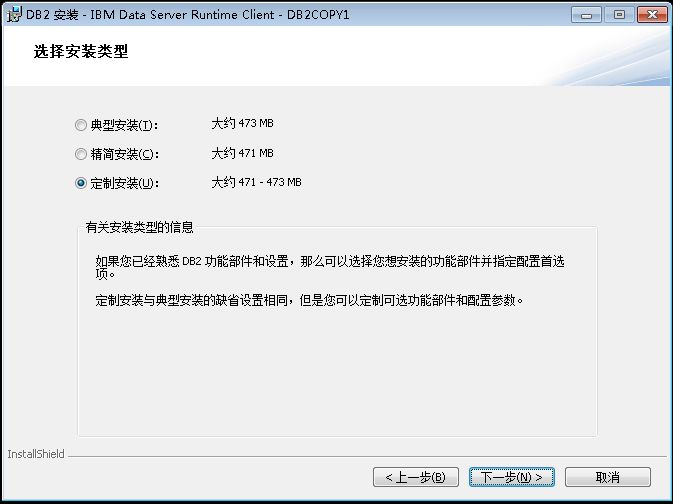 DB2 安装 - IBM Data Server Runtime Client - DB2COPY1
选择安装类型
典型安装(T): 大约 473 MB
精简安装(C): 大约 471 MB
定制安装(U): 大约 471 - 473 MB
有关安装类型的信息
如果您已经熟悉 DB2 功能部件和设置，那么可以选择您想安装的功能部件并指定配置首选
项。
定制安装与典型安装的缺省设置相同，但是您可以定制可选功能部件和配置参数。
InstallShield
< 上一步(B) 下一步(N) > 取消